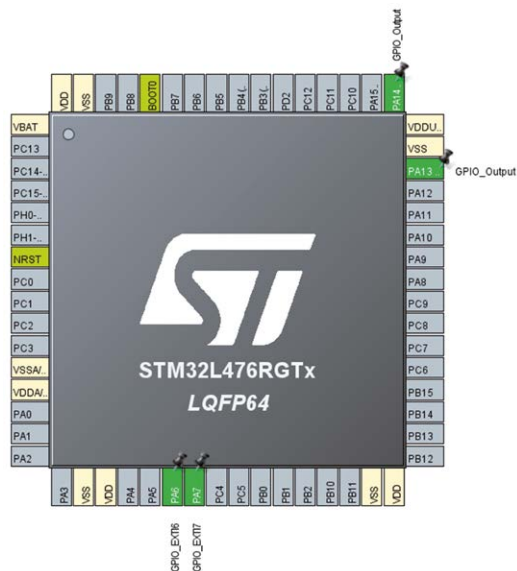 GPIO_Output
VDD
VSS
PB9
PB8
BOOT0
PB7
PB6
PB5
PB4(..
PB3(..
PD2
PC12
PC11
PC10
PA15..
PA14..
VBAT
PC13
PC14-..
PC15-..
PH0-..
PH1-..
NRST
PC0
PC1
PC2
PC3
VSSA/..
VDDA/..
PA0
PA1
PA2
ST
STM32L476RGTx
LQFP64
VDDU..
VSS
PA13.. GPIO_Output
PA12
PA11
PA10
PA9
PA8
PC9
PC8
PC7
PC6
PB15
PB14
PB13
PB12
PA3
VSS
VDD
PA4
PA5
PA6
PA7
PC4
PC5
PB0
PB1
PB2
PB10
PB11
VSS
VDD
GPIO_EXTI6
GPIO_EXTI7